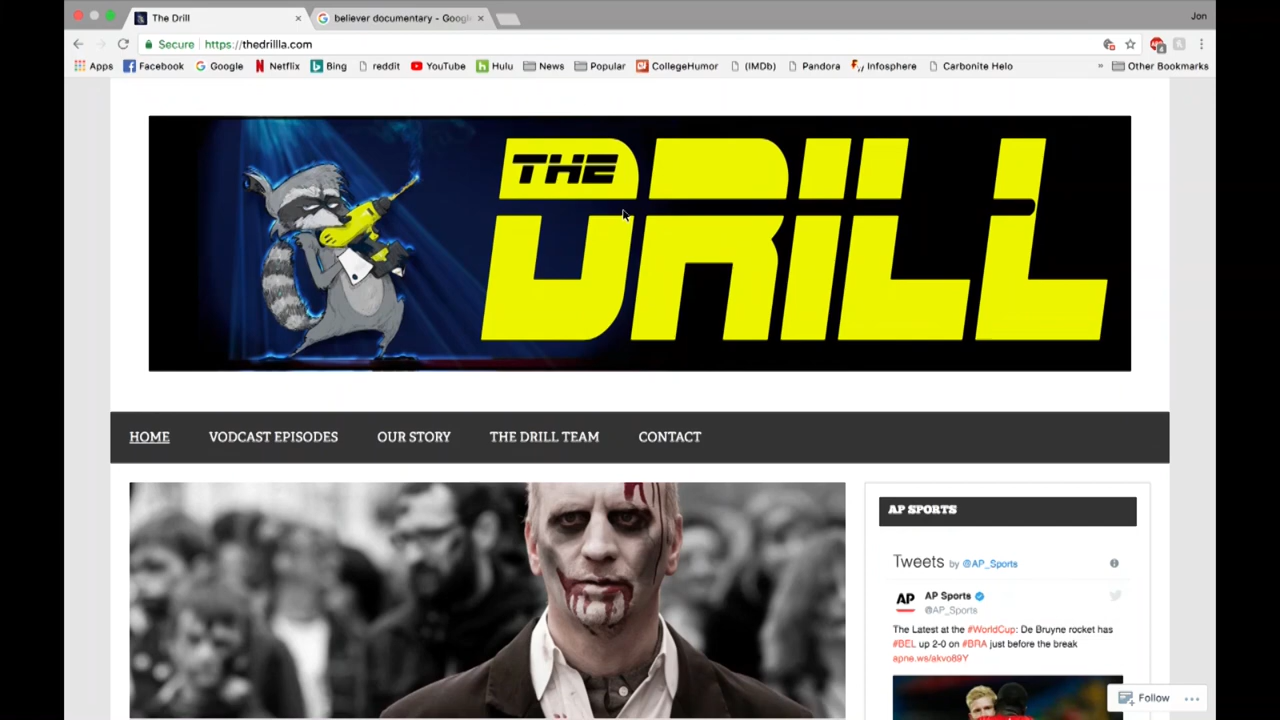 The Drill
believer documentary - Google
Jon
Secure https://thedrillla.com
Apps Facebook Google Netflix Bing reddit YouTube Hulu News Popular CollegeHumor (IMDb) Pandora Infosphere Carbonite Helo » Other Bookmarks
THE
DRILL
HOME VODCAST EPISODES OUR STORY THE DRILL TEAM CONTACT
AP SPORTS
Tweets by @AP_Sports
AP
AP Sports
@AP_Sports
The Latest at the #WorldCup: De Bruyne rocket has
#BEL up 2-0 on #BRA just before the break
apne.ws/akvo89Y
Follow